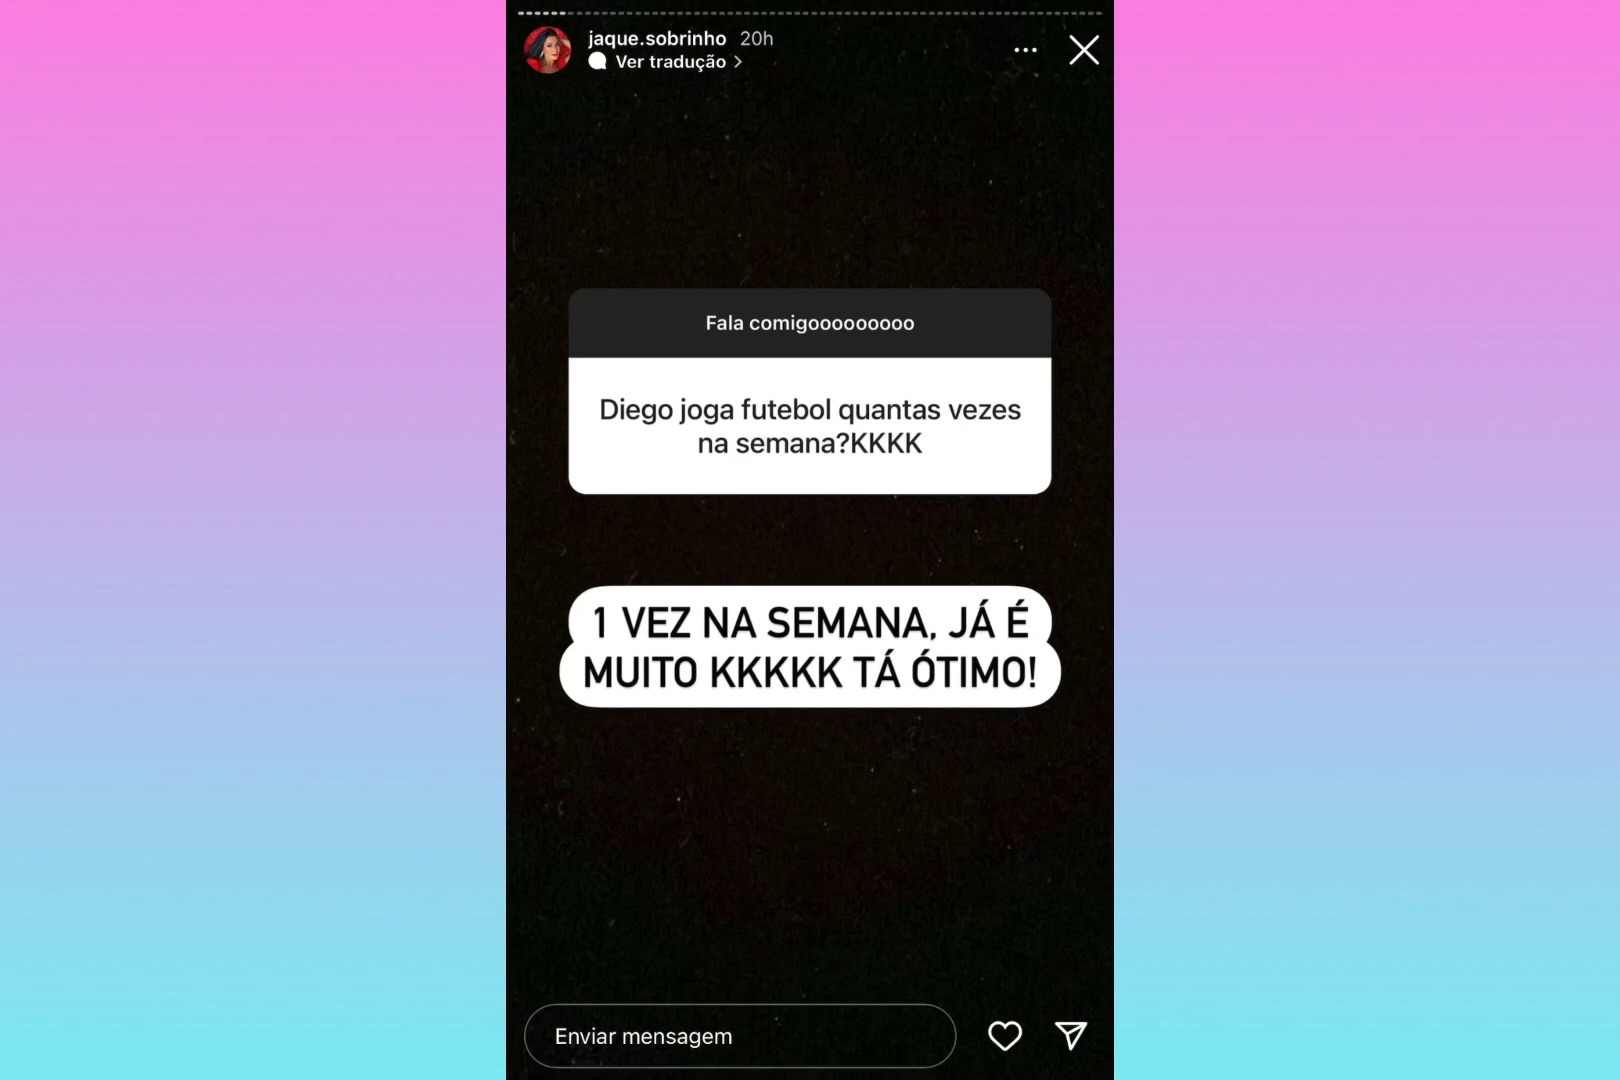 jaque.sobrinho 20h
Ver tradução
Fala comigooooooooo
Diego joga futebol quantas vezes
na semana?KKKK
1 VEZ NA SEMANA, JÁ É
MUITO KKKKK TÁ ÓTIMO!
Enviar mensagem